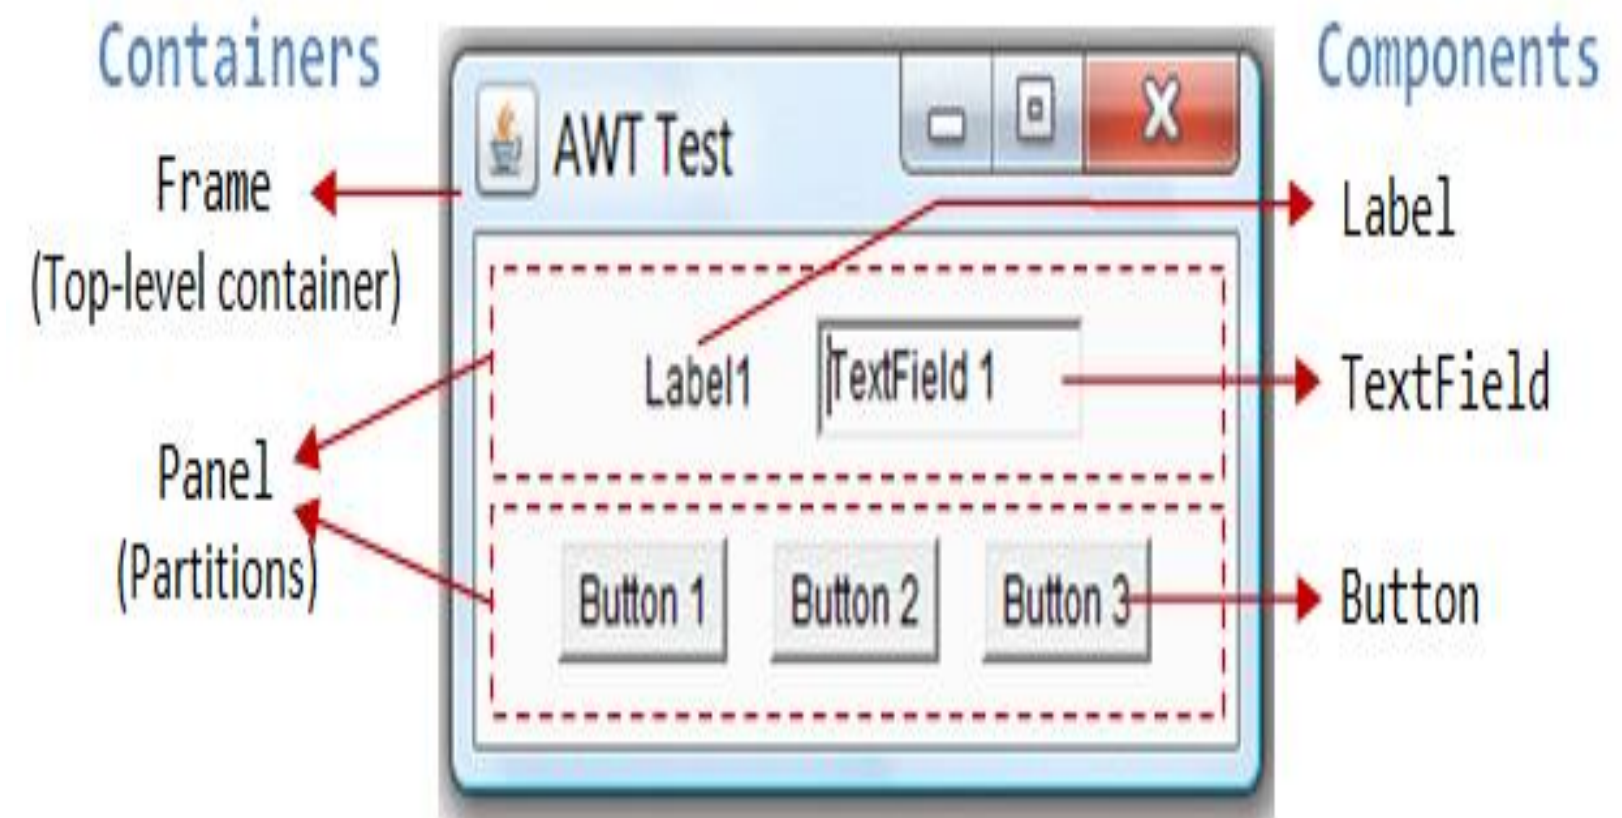 Containers
Components
AWT Test
Frame
(Top-level container)
Label
Label1
TextField 1
TextField
Panel
(Partitions)
Button 1
Button 2
Button 3
Button